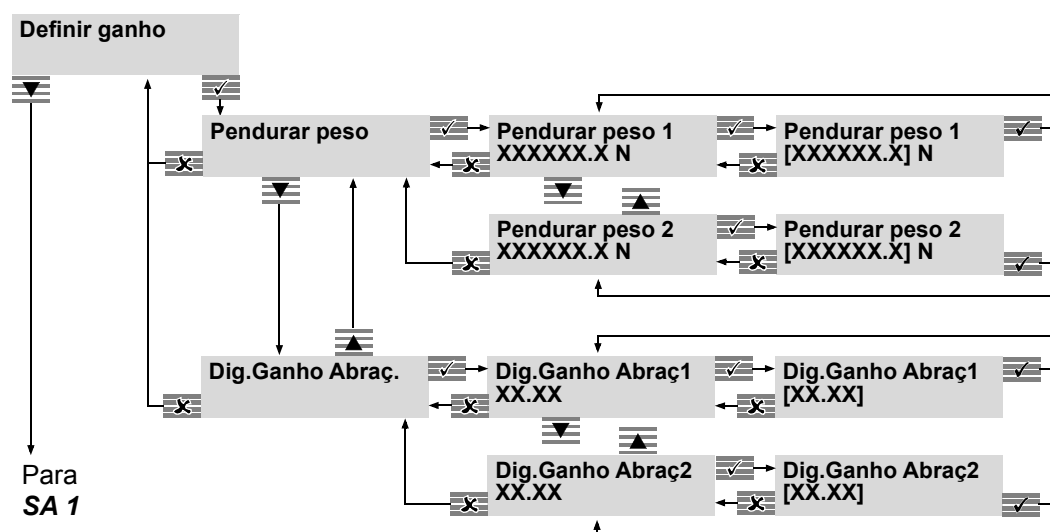 Definir ganho
Pendurar peso
Pendurar peso 1
XXXXXX.X N
Pendurar peso 1
[XXXXXX.X] N
Pendurar peso 2
XXXXXX.X N
Pendurar peso 2
[XXXXXX.X] N
Dig.Ganho Abraç.
Dig.Ganho Abraç1
XX.XX
Dig.Ganho Abraç1
[XX.XX]
Dig.Ganho Abraç2
XX.XX
Dig.Ganho Abraç2
[XX.XX]
Para
SA 1